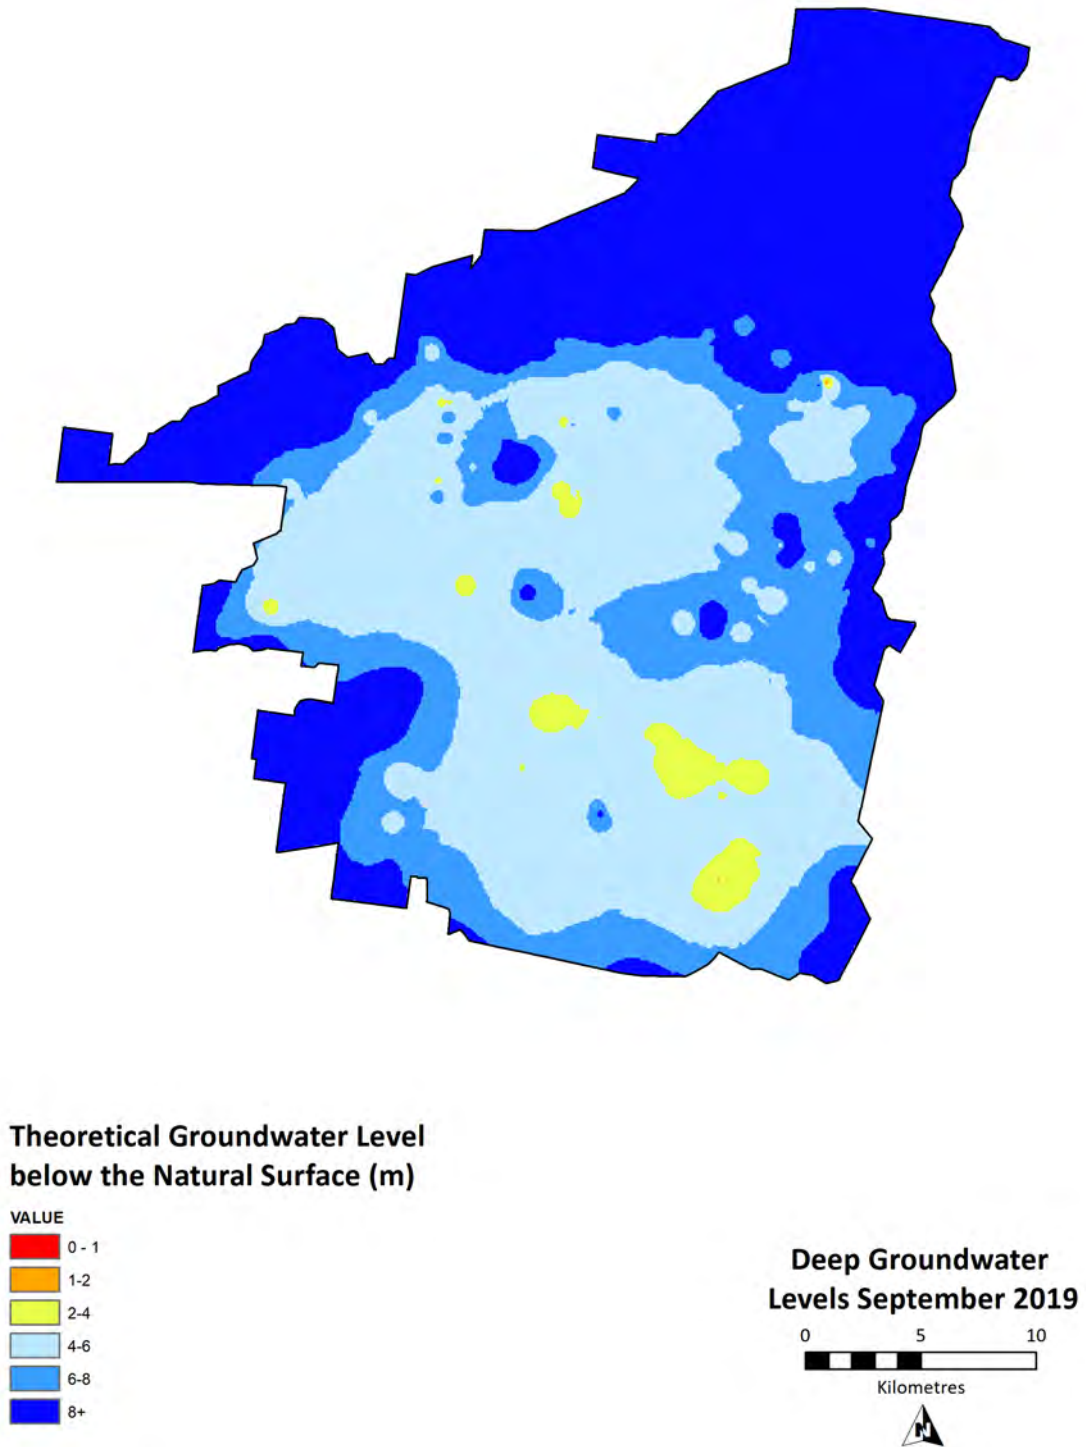 Theoretical Groundwater Level
below the Natural Surface (m)
VALUE
0 - 1
1-2
2-4
4-6
6-8
8+
Deep Groundwater
Levels September 2019
0 5 10
Kilometres
N